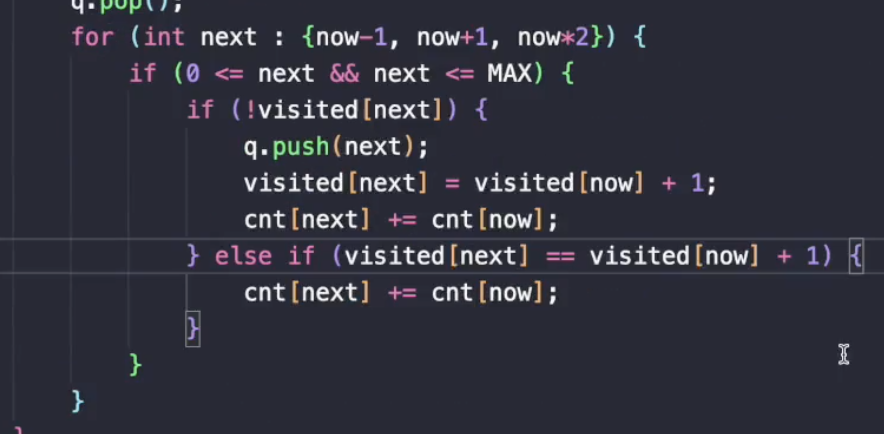 q.pop();
for (int next : {now-1, now+1, now*2}) {
if (0 <= next && next <= MAX) {
if (!visited[next]) {
q.push(next);
visited[next] = visited[now] + 1;
cnt[next] += cnt[now];
} else if (visited[next] == visited[now] + 1) {
cnt[next] += cnt[now];
}
}
}
}